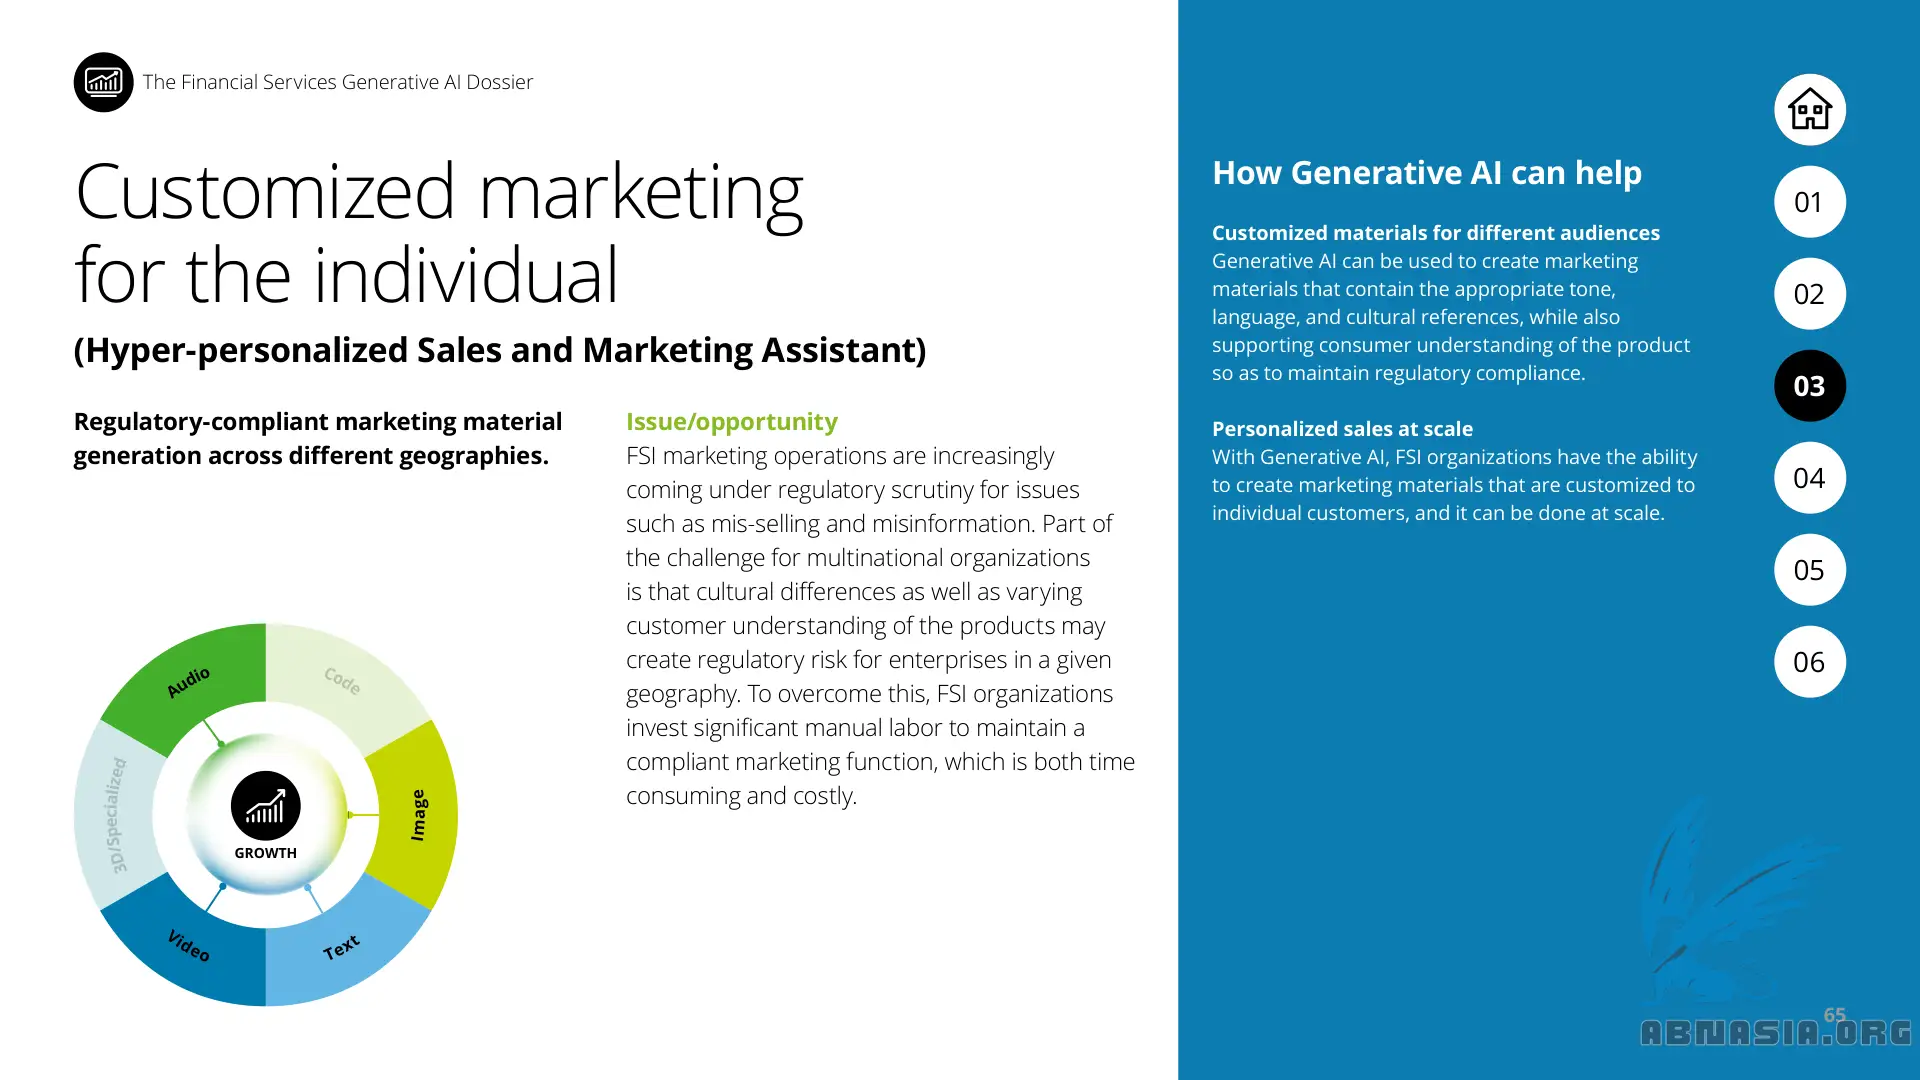 The Financial Services Generative AI Dossier
Customized marketing
for the individual
(Hyper-personalized Sales and Marketing Assistant)
Regulatory-compliant marketing material
generation across different geographies.
Audio
Code
Image
Text
Video
3D/Specialized
GROWTH
Issue/opportunity
FSI marketing operations are increasingly
coming under regulatory scrutiny for issues
such as mis-selling and misinformation. Part of
the challenge for multinational organizations
is that cultural differences as well as varying
customer understanding of the products may
create regulatory risk for enterprises in a given
geography. To overcome this, FSI organizations
invest significant manual labor to maintain a
compliant marketing function, which is both time
consuming and costly.
How Generative AI can help
Customized materials for different audiences
Generative AI can be used to create marketing
materials that contain the appropriate tone,
language, and cultural references, while also
supporting consumer understanding of the product
so as to maintain regulatory compliance.
Personalized sales at scale
With Generative AI, FSI organizations have the ability
to create marketing materials that are customized to
individual customers, and it can be done at scale.
01
02
03
04
05
06
65
ABNASIA.ORG